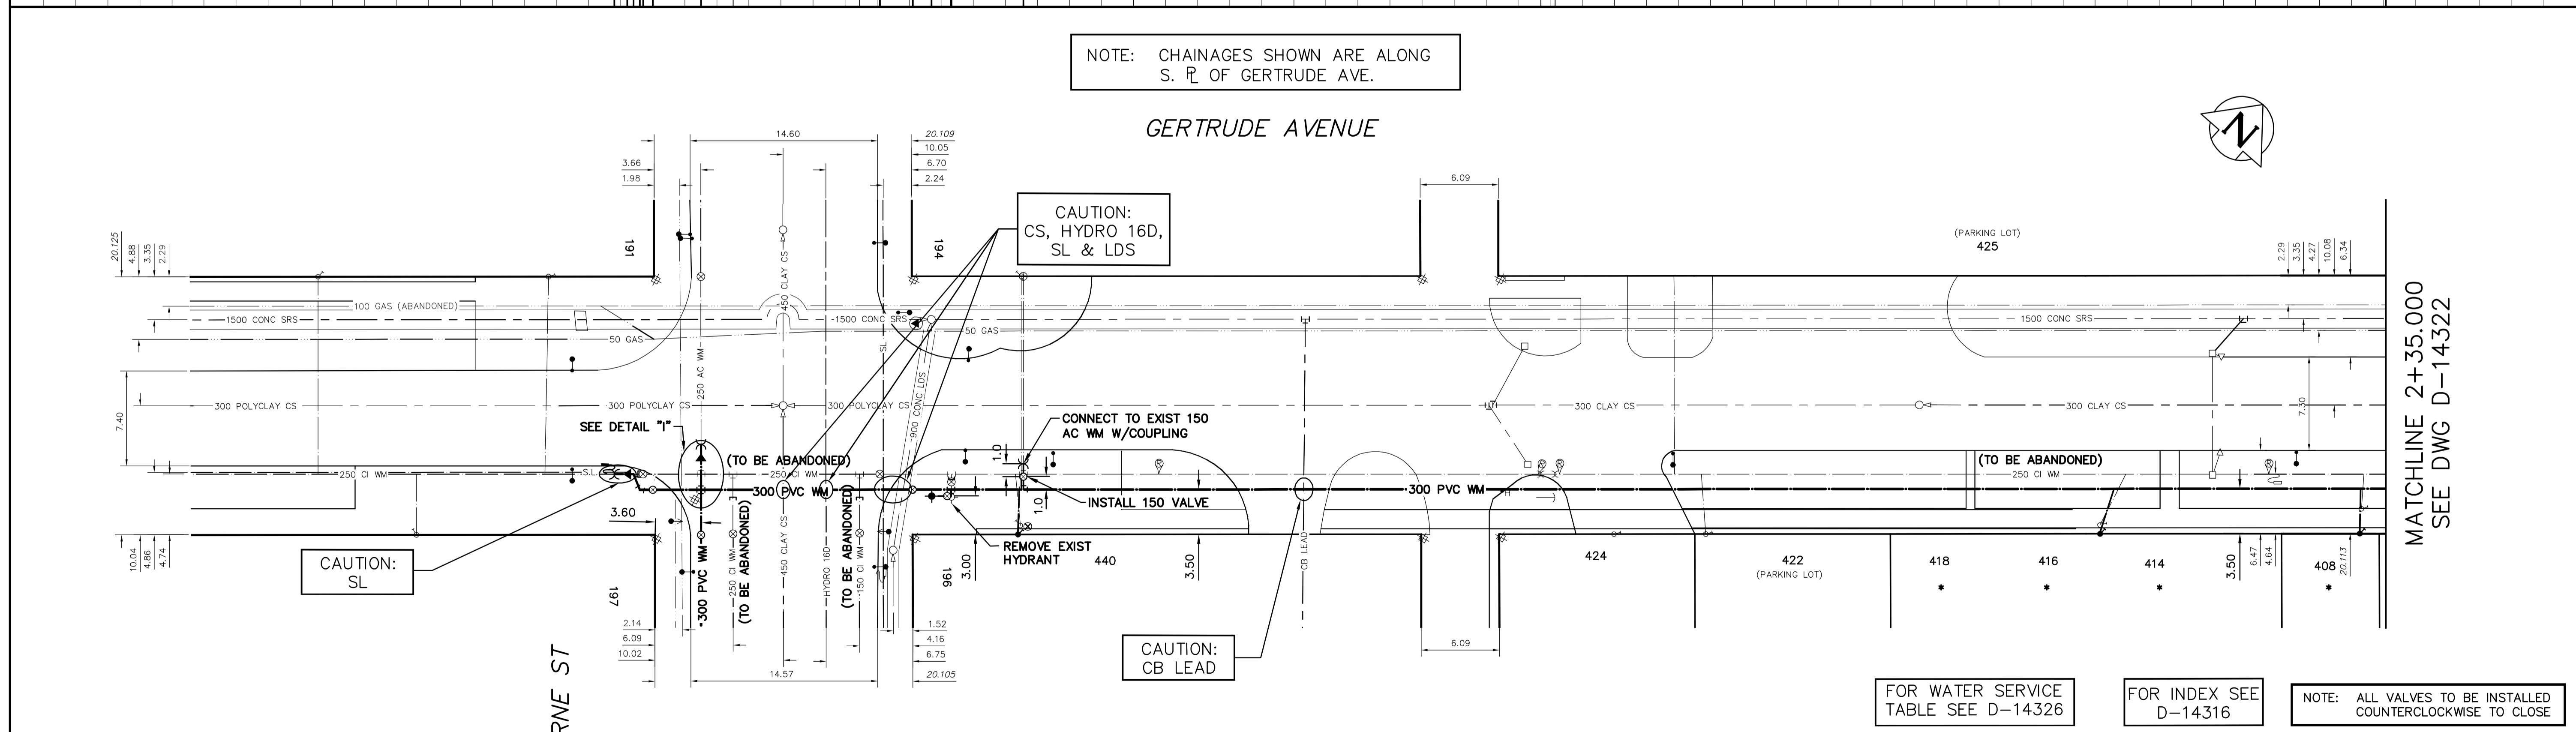 NOTE: CHAINAGES SHOWN ARE ALONG
S. ⅊ OF GERTRUDE AVE.
GERTRUDE AVENUE
N
14.60
20.109
10.05
6.70
2.24
3.66
1.98
6.09
CAUTION:
CS, HYDRO 16D,
SL & LDS
191
194
(PARKING LOT)
425
20.125
4.88
3.35
2.29
2.29
3.35
4.27
10.08
6.34
450 CLAY CS
100 GAS (ABANDONED)
1500 CONC SRS
1500 CONC SRS
1500 CONC SRS
50 GAS
50 GAS
250 AC WM
SL
900 CONC LDS
7.40
7.30
300 POLYCLAY CS
300 POLYCLAY CS
300 POLYCLAY CS
300 CLAY CS
300 CLAY CS
SEE DETAIL "I"
CONNECT TO EXIST 150
AC WM W/COUPLING
1.0
1.0
INSTALL 150 VALVE
(TO BE ABANDONED)
250 CI WM
(TO BE ABANDONED)
250 CI WM
250 CI WM
S.L.
300 PVC WM
300 PVC WM
H
3.60
REMOVE EXIST
HYDRANT
3.00
440
3.50
CB LEAD
424
422
(PARKING LOT)
418
*
416
*
414
*
3.50
6.47
4.64
408
*
20.113
10.04
4.86
4.74
CAUTION:
SL
197
196
300 PVC WM
250 CI WM
(TO BE ABANDONED)
450 CLAY CS
HYDRO 16D
(TO BE ABANDONED)
150 CI WM
2.14
6.09
10.02
14.57
1.52
4.16
6.75
20.105
CAUTION:
CB LEAD
6.09
RNE ST
MATCHLINE 2+35.000
SEE DWG D-14322
FOR WATER SERVICE
TABLE SEE D-14326
FOR INDEX SEE
D-14316
NOTE: ALL VALVES TO BE INSTALLED
COUNTERCLOCKWISE TO CLOSE